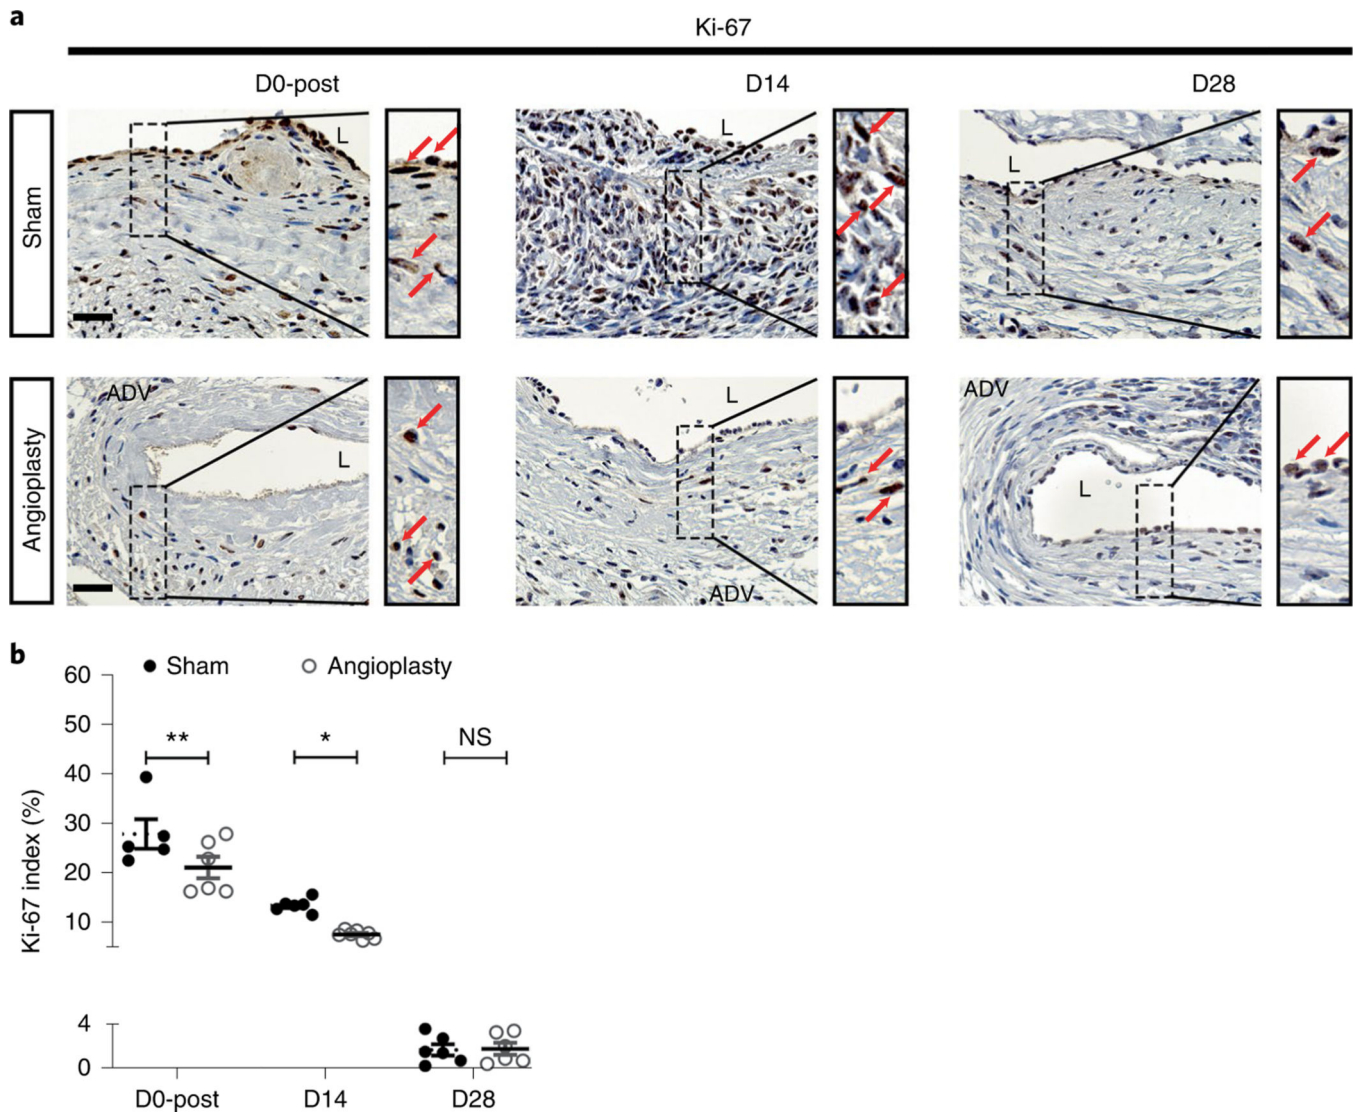 a
Ki-67
D0-post
D14
D28
Sham
L
L
L
Angioplasty
ADV
L
L
ADV
ADV
L
b
Sham
Angioplasty
60
50
40
30
20
10
4
0
Ki-67 index (%)
**
*
NS
D0-post
D14
D28